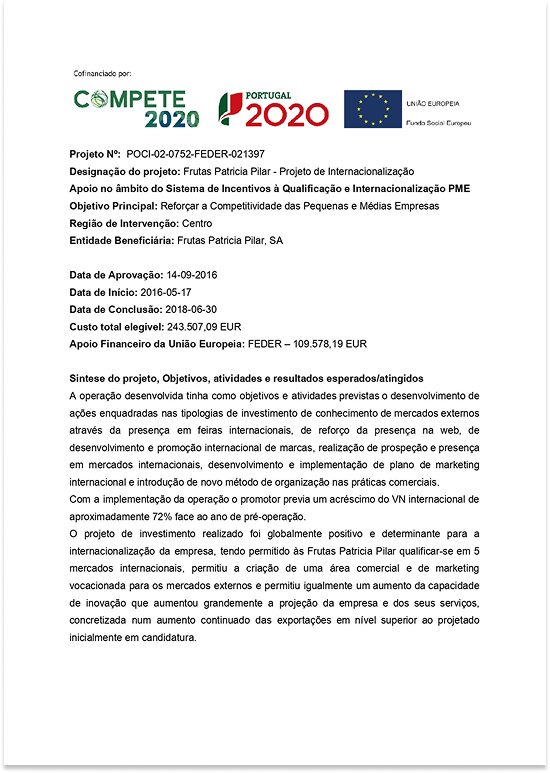 Cofinanciado por:
COMPETE
2020
PORTUGAL
2020
UNIÃO EUROPEIA
Fundo Social Europeu
Projeto Nº: POCI-02-0752-FEDER-021397
Designação do projeto: Frutas Patricia Pilar - Projeto de Internacionalização
Apoio no âmbito do Sistema de Incentivos à Qualificação e Internacionalização PME
Objetivo Principal: Reforçar a Competitividade das Pequenas e Médias Empresas
Região de Intervenção: Centro
Entidade Beneficiária: Frutas Patricia Pilar, SA
Data de Aprovação: 14-09-2016
Data de Início: 2016-05-17
Data de Conclusão: 2018-06-30
Custo total elegível: 243.507,09 EUR
Apoio Financeiro da União Europeia: FEDER – 109.578,19 EUR
Sintese do projeto, Objetivos, atividades e resultados esperados/atingidos
A operação desenvolvida tinha como objetivos e atividades previstas o desenvolvimento de
ações enquadradas nas tipologias de investimento de conhecimento de mercados externos
através da presença em feiras internacionais, de reforço da presença na web, de
desenvolvimento e promoção internacional de marcas, realização de prospeção e presença
em mercados internacionais, desenvolvimento e implementação de plano de marketing
internacional e introdução de novo método de organização nas práticas comerciais.
Com a implementação da operação o promotor previa um acréscimo do VN internacional de
aproximadamente 72% face ao ano de pré-operação.
O projeto de investimento realizado foi globalmente positivo e determinante para a
internacionalização da empresa, tendo permitido às Frutas Patricia Pilar qualificar-se em 5
mercados internacionais, permitiu a criação de uma área comercial e de marketing
vocacionada para os mercados externos e permitiu igualmente um aumento da capacidade
de inovação que aumentou grandemente a projeção da empresa e dos seus serviços,
concretizada num aumento continuado das exportações em nível superior ao projetado
inicialmente em candidatura.